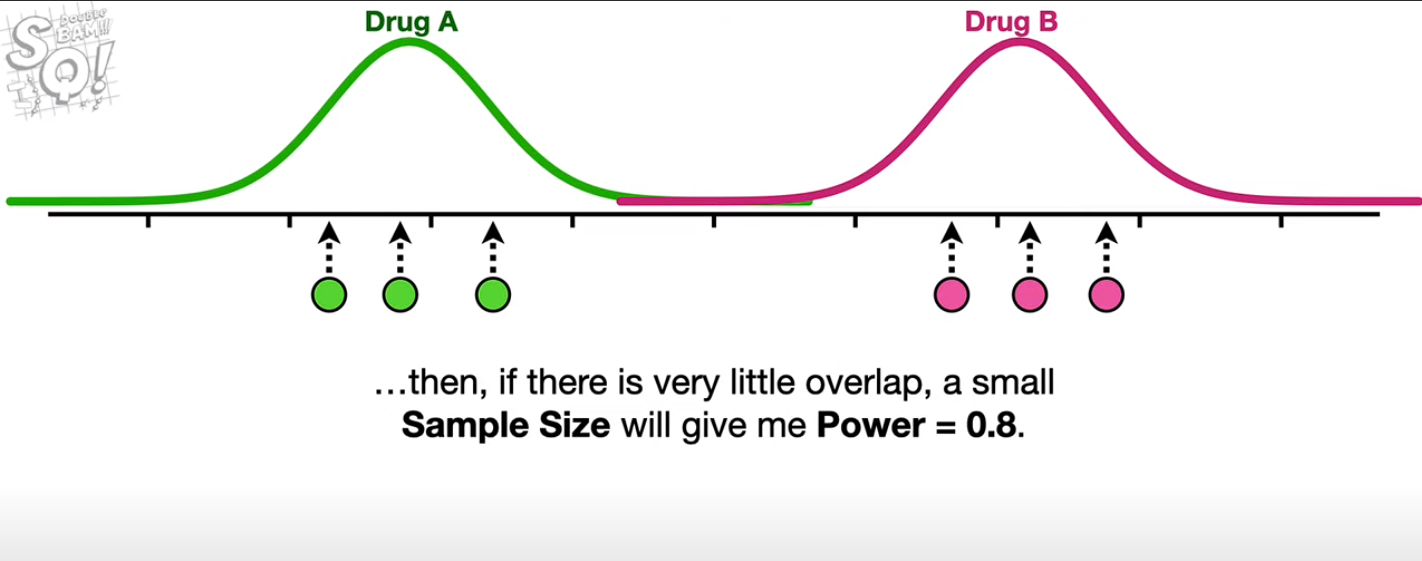 DOUBLE
BAM!!!
SQ!
Drug A
Drug B
...then, if there is very little overlap, a small
Sample Size will give me Power = 0.8.